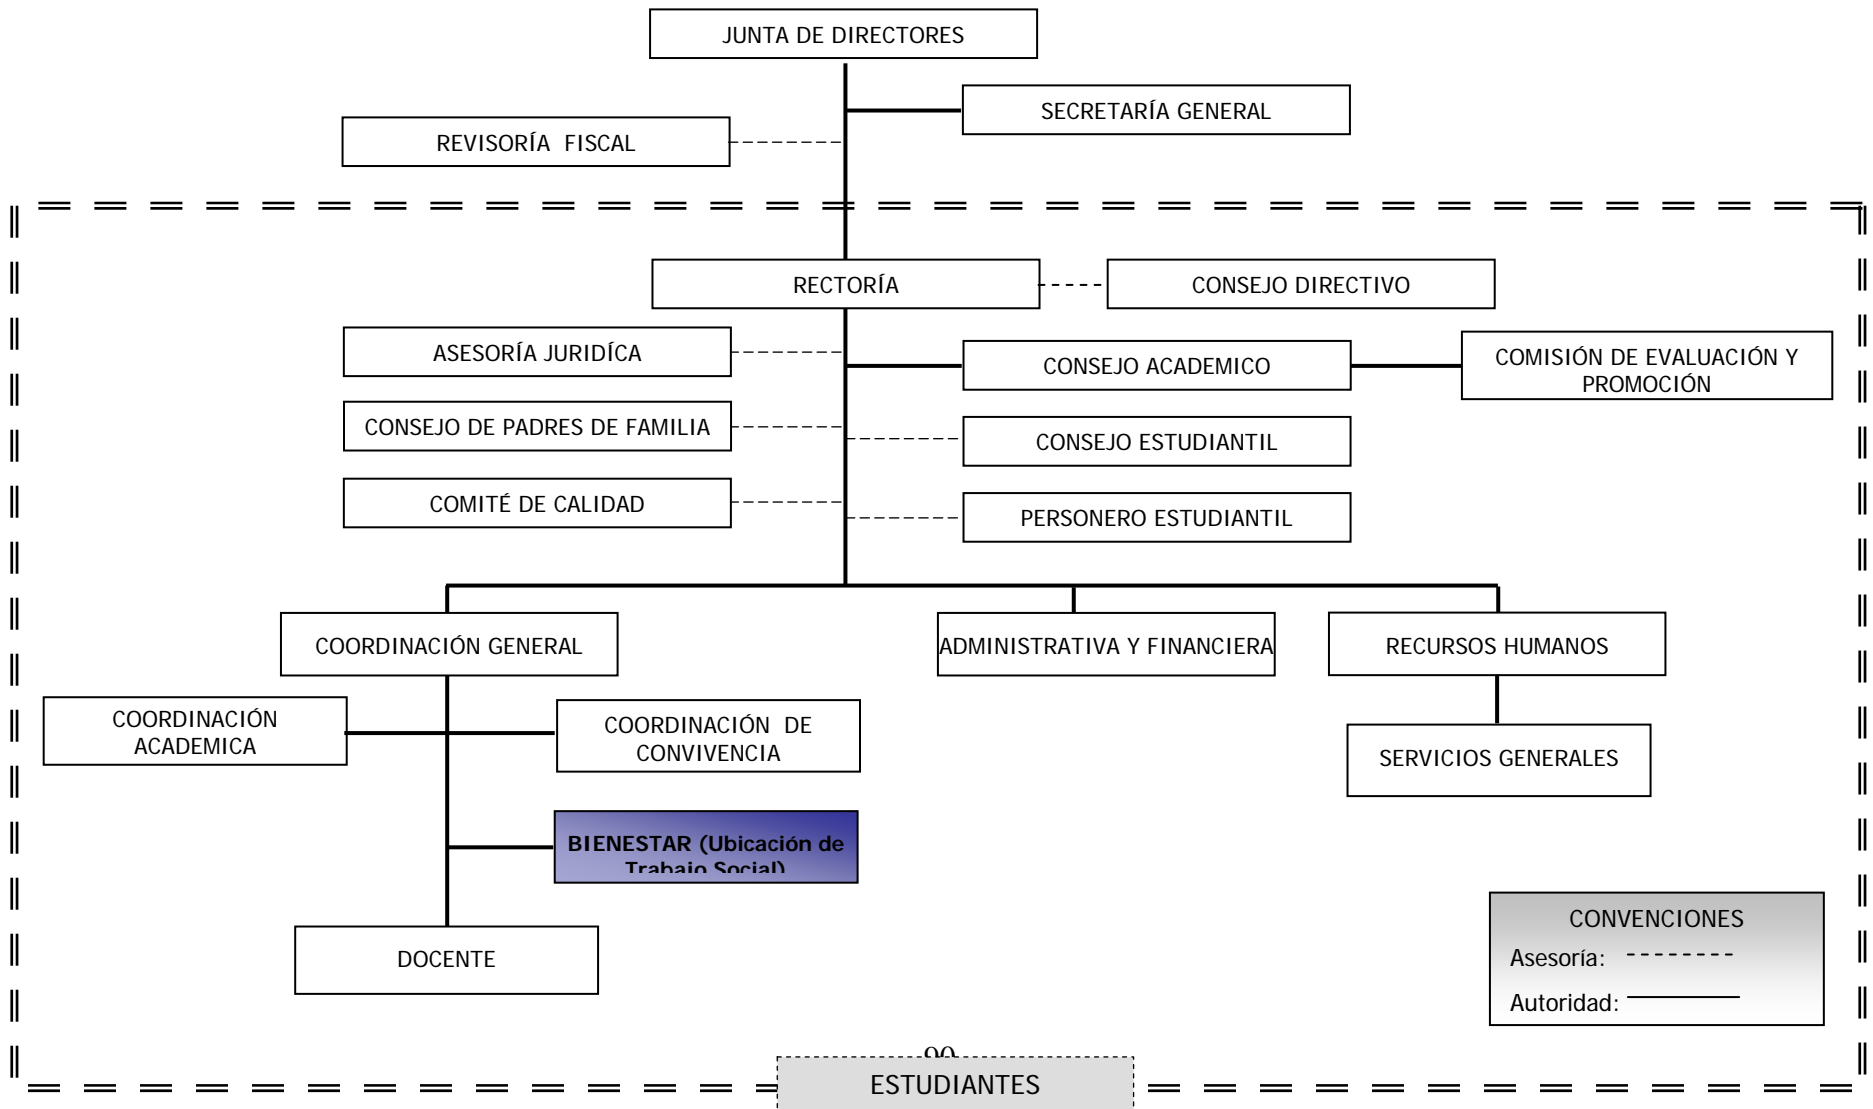 JUNTA DE DIRECTORES
SECRETARÍA GENERAL
REVISORÍA FISCAL
RECTORÍA
CONSEJO DIRECTIVO
ASESORÍA JURIDÍCA
CONSEJO ACADEMICO
COMISIÓN DE EVALUACIÓN Y
PROMOCIÓN
CONSEJO DE PADRES DE FAMILIA
CONSEJO ESTUDIANTIL
COMITÉ DE CALIDAD
PERSONERO ESTUDIANTIL
COORDINACIÓN GENERAL
ADMINISTRATIVA Y FINANCIERA
RECURSOS HUMANOS
COORDINACIÓN
ACADEMICA
COORDINACIÓN DE
CONVIVENCIA
SERVICIOS GENERALES
BIENESTAR (Ubicación de
Trabajo Social)
DOCENTE
CONVENCIONES
Asesoría:
Autoridad:
ESTUDIANTES